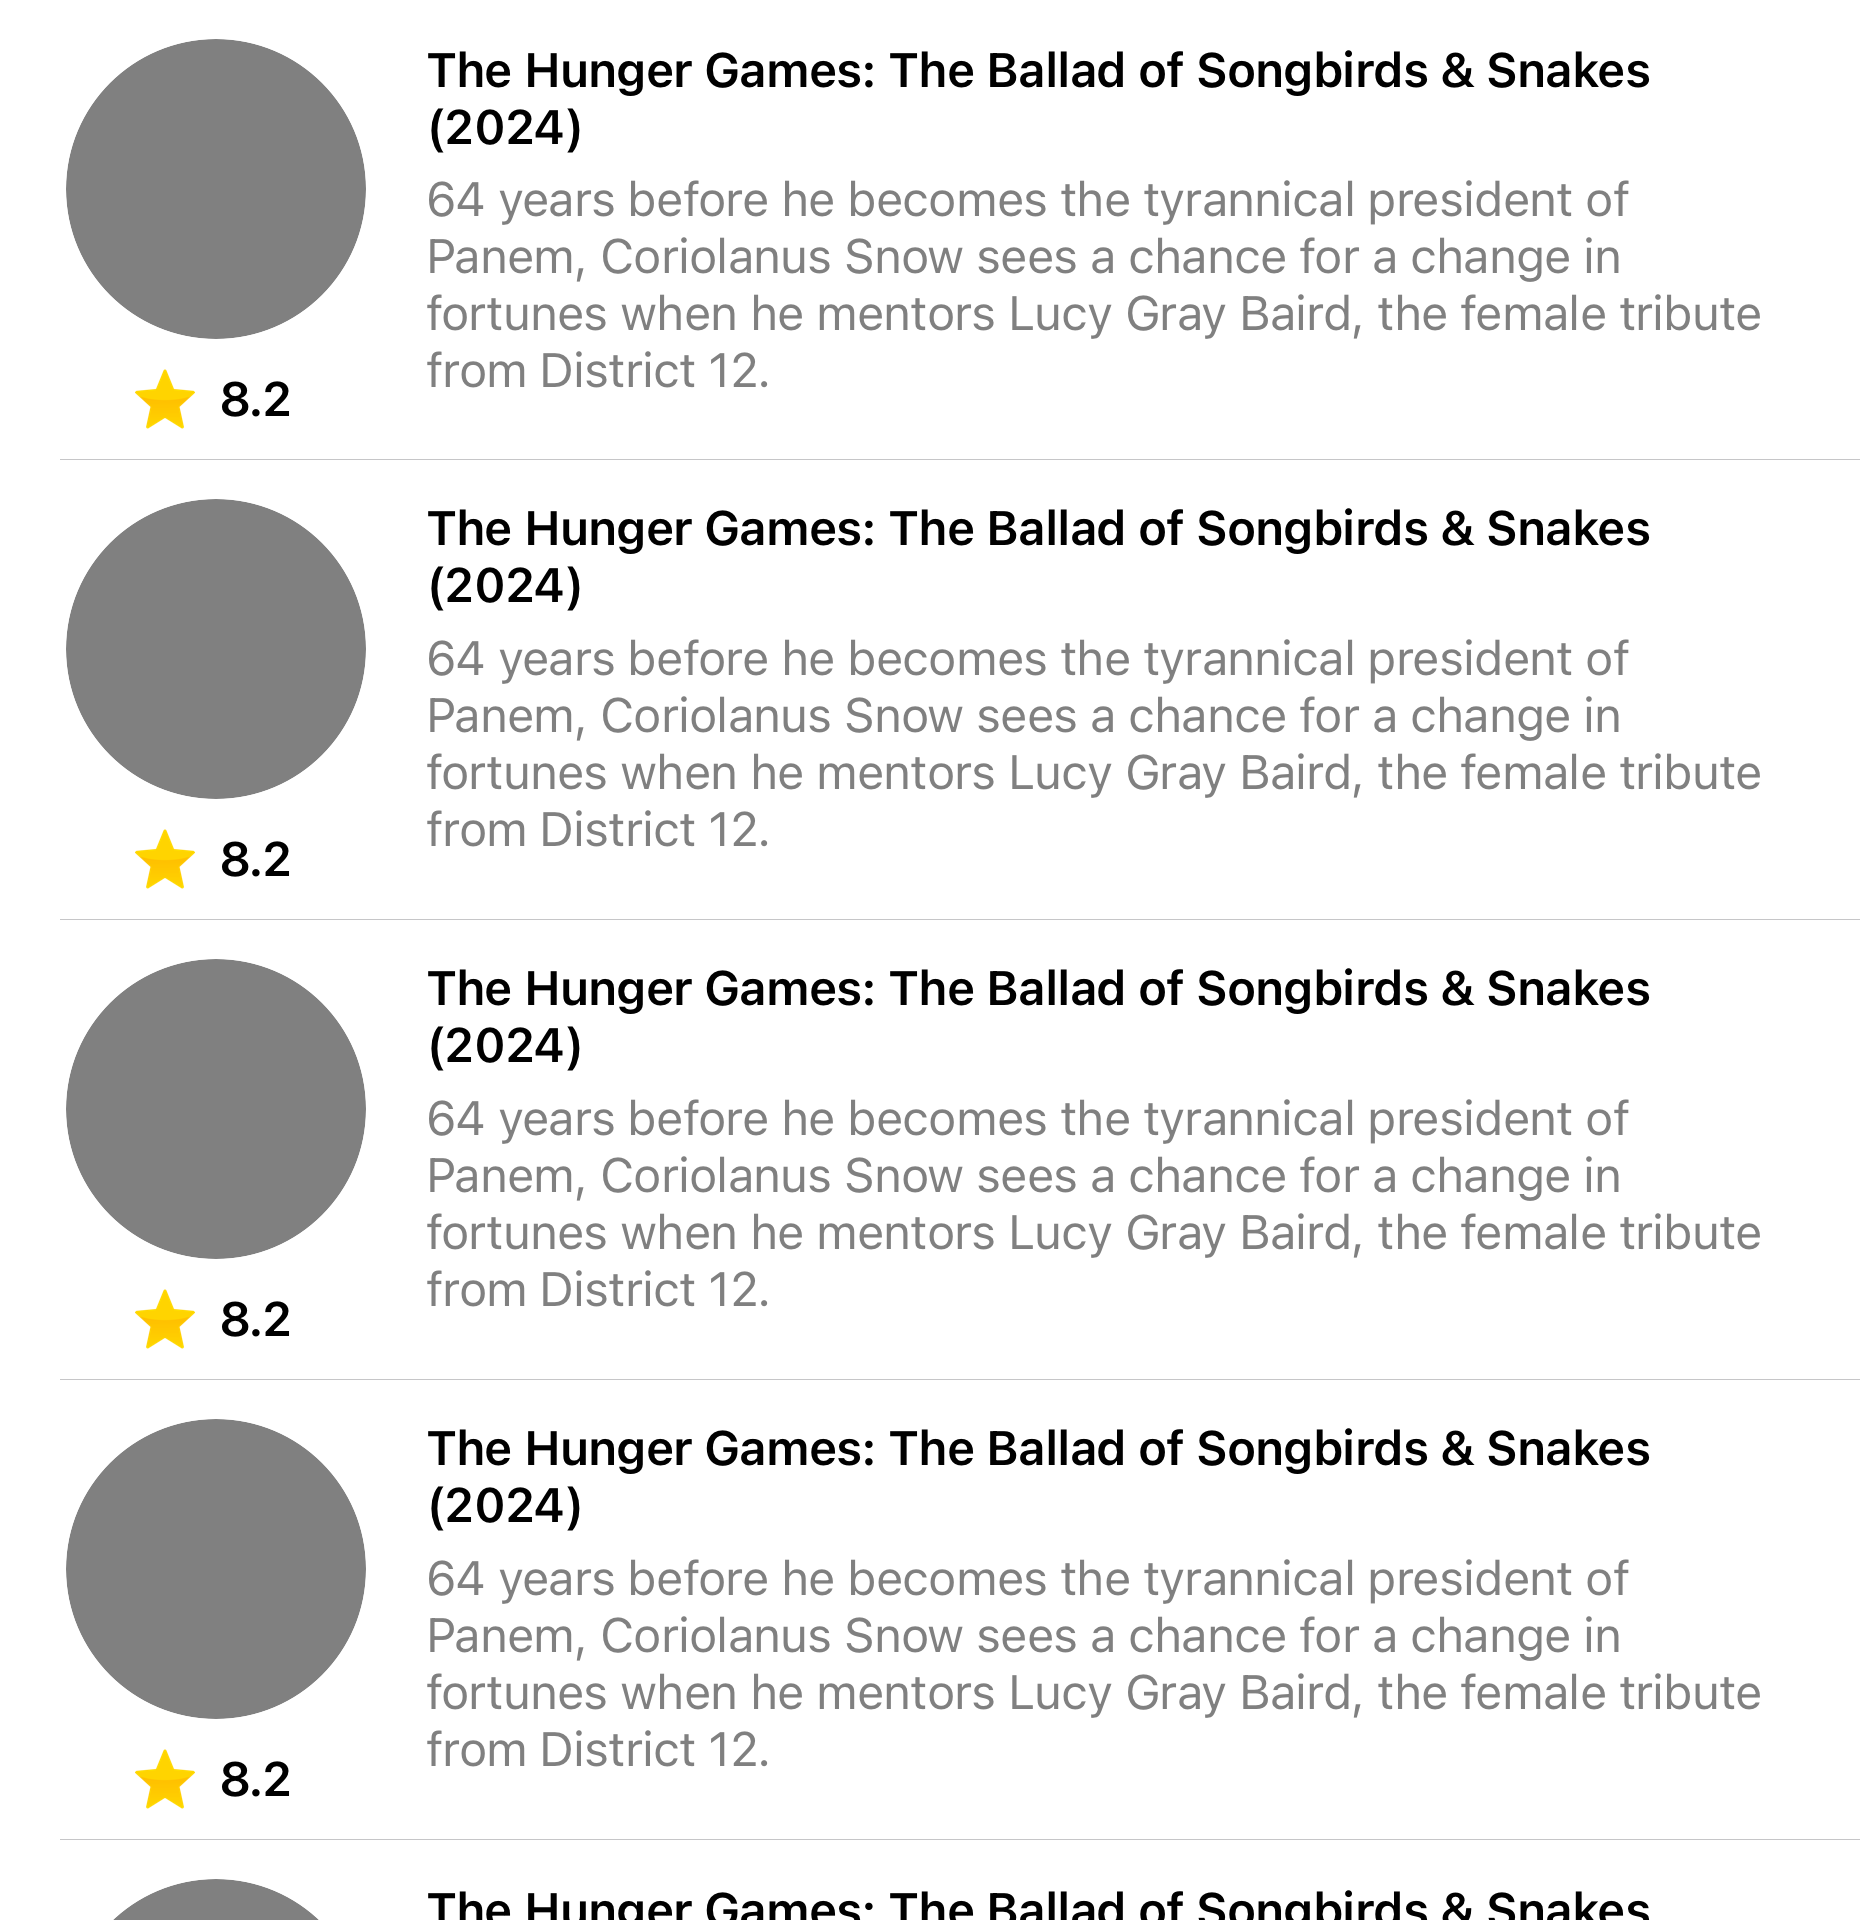 The Hunger Games: The Ballad of Songbirds & Snakes
(2024)
64 years before he becomes the tyrannical president of
Panem, Coriolanus Snow sees a chance for a change in
fortunes when he mentors Lucy Gray Baird, the female tribute
from District 12.
8.2
The Hunger Games: The Ballad of Songbirds & Snakes
(2024)
64 years before he becomes the tyrannical president of
Panem, Coriolanus Snow sees a chance for a change in
fortunes when he mentors Lucy Gray Baird, the female tribute
from District 12.
8.2
The Hunger Games: The Ballad of Songbirds & Snakes
(2024)
64 years before he becomes the tyrannical president of
Panem, Coriolanus Snow sees a chance for a change in
fortunes when he mentors Lucy Gray Baird, the female tribute
from District 12.
8.2
The Hunger Games: The Ballad of Songbirds & Snakes
(2024)
64 years before he becomes the tyrannical president of
Panem, Coriolanus Snow sees a chance for a change in
fortunes when he mentors Lucy Gray Baird, the female tribute
from District 12.
8.2
The Hunger Games: The Ballad of Songbirds & Snakes